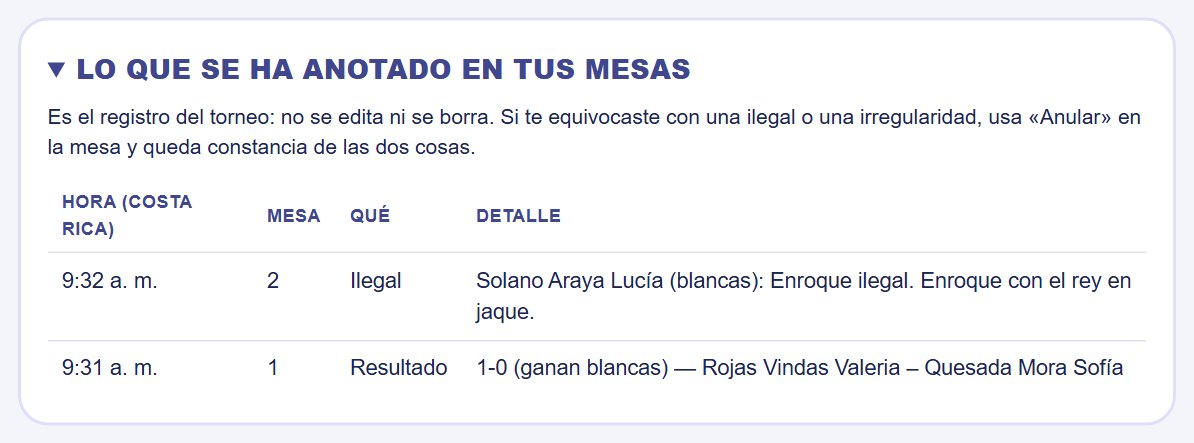 ▼ LO QUE SE HA ANOTADO EN TUS MESAS
Es el registro del torneo: no se edita ni se borra. Si te equivocaste con una ilegal o una irregularidad, usa «Anular» en
la mesa y queda constancia de las dos cosas.
HORA (COSTA
RICA) MESA QUÉ DETALLE
9:32 a. m. 2 Ilegal Solano Araya Lucía (blancas): Enroque ilegal. Enroque con el rey en
jaque.
9:31 a. m. 1 Resultado 1-0 (ganan blancas) — Rojas Vindas Valeria – Quesada Mora Sofía